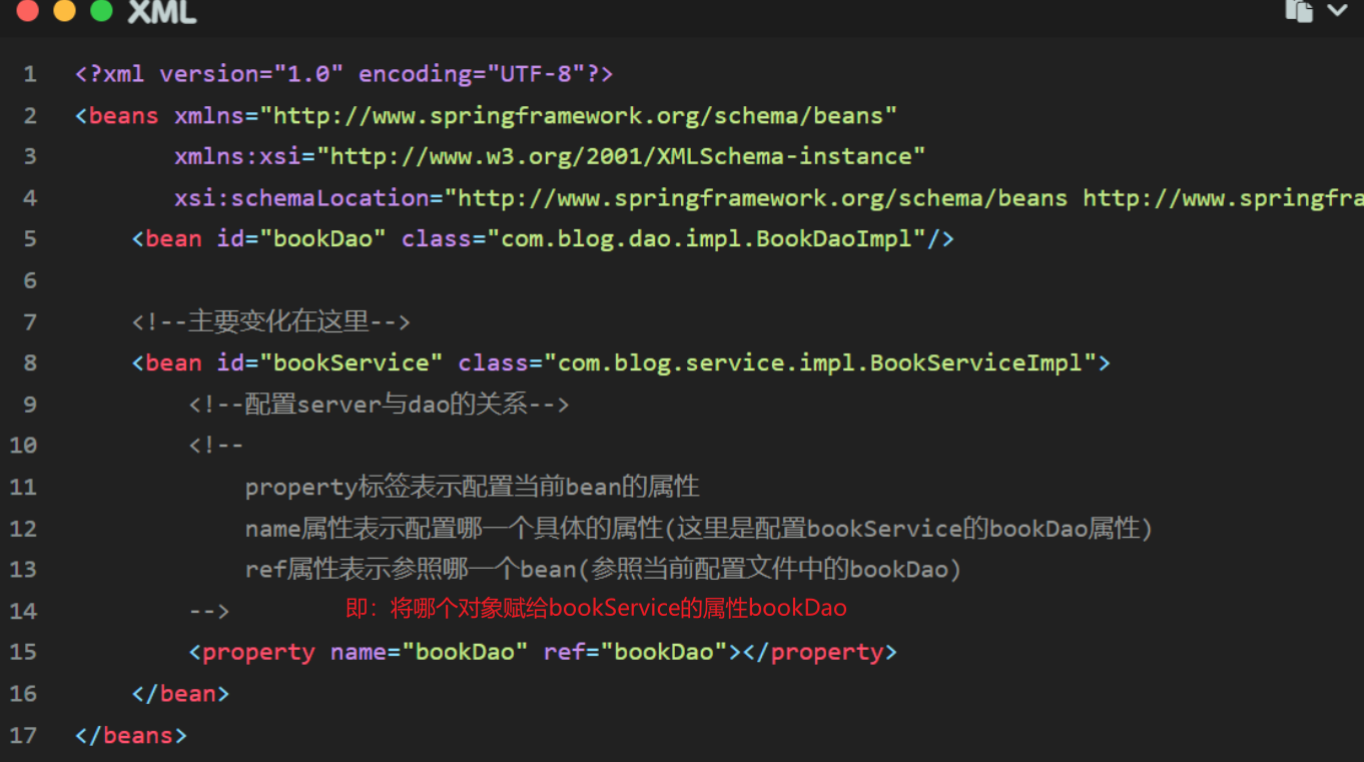 XML
1 <?xml version="1.0" encoding="UTF-8"?>
2 <beans xmlns="http://www.springframework.org/schema/beans"
3 xmlns:xsi="http://www.w3.org/2001/XMLSchema-instance"
4 xsi:schemaLocation="http://www.springframework.org/schema/beans http://www.springfra
5 <bean id="bookDao" class="com.blog.dao.impl.BookDaoImpl"/>
6
7 <!--主要变化在这里-->
8 <bean id="bookService" class="com.blog.service.impl.BookServiceImpl">
9 <!--配置server与dao的关系-->
10 <!--
11 property标签表示配置当前bean的属性
12 name属性表示配置哪一个具体的属性(这里是配置bookService的bookDao属性)
13 ref属性表示参照哪一个bean(参照当前配置文件中的bookDao)
14 --> 即：将哪个对象赋给bookService的属性bookDao
15 <property name="bookDao" ref="bookDao"></property>
16 </bean>
17 </beans>